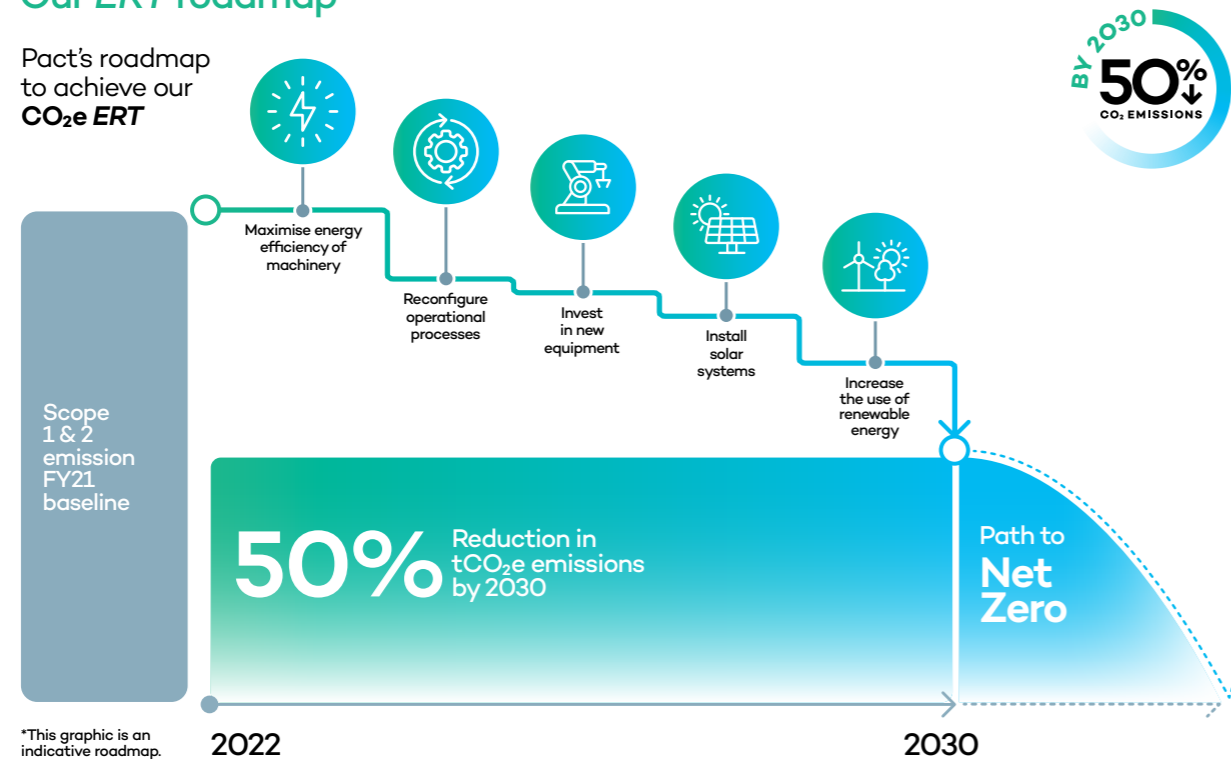 Our ERT roadmap
Pact's roadmap
to achieve our
CO₂e ERT
BY 2030
50%
CO₂ EMISSIONS
Maximise energy
efficiency of
machinery
Reconfigure
operational
processes
Invest
in new
equipment
Install
solar
systems
Increase
the use of
renewable
energy
Scope
1 & 2
emission
FY21
baseline
50%
Reduction in
tCO₂e emissions
by 2030
Path to
Net
Zero
*This graphic is an
indicative roadmap.
2022
2030